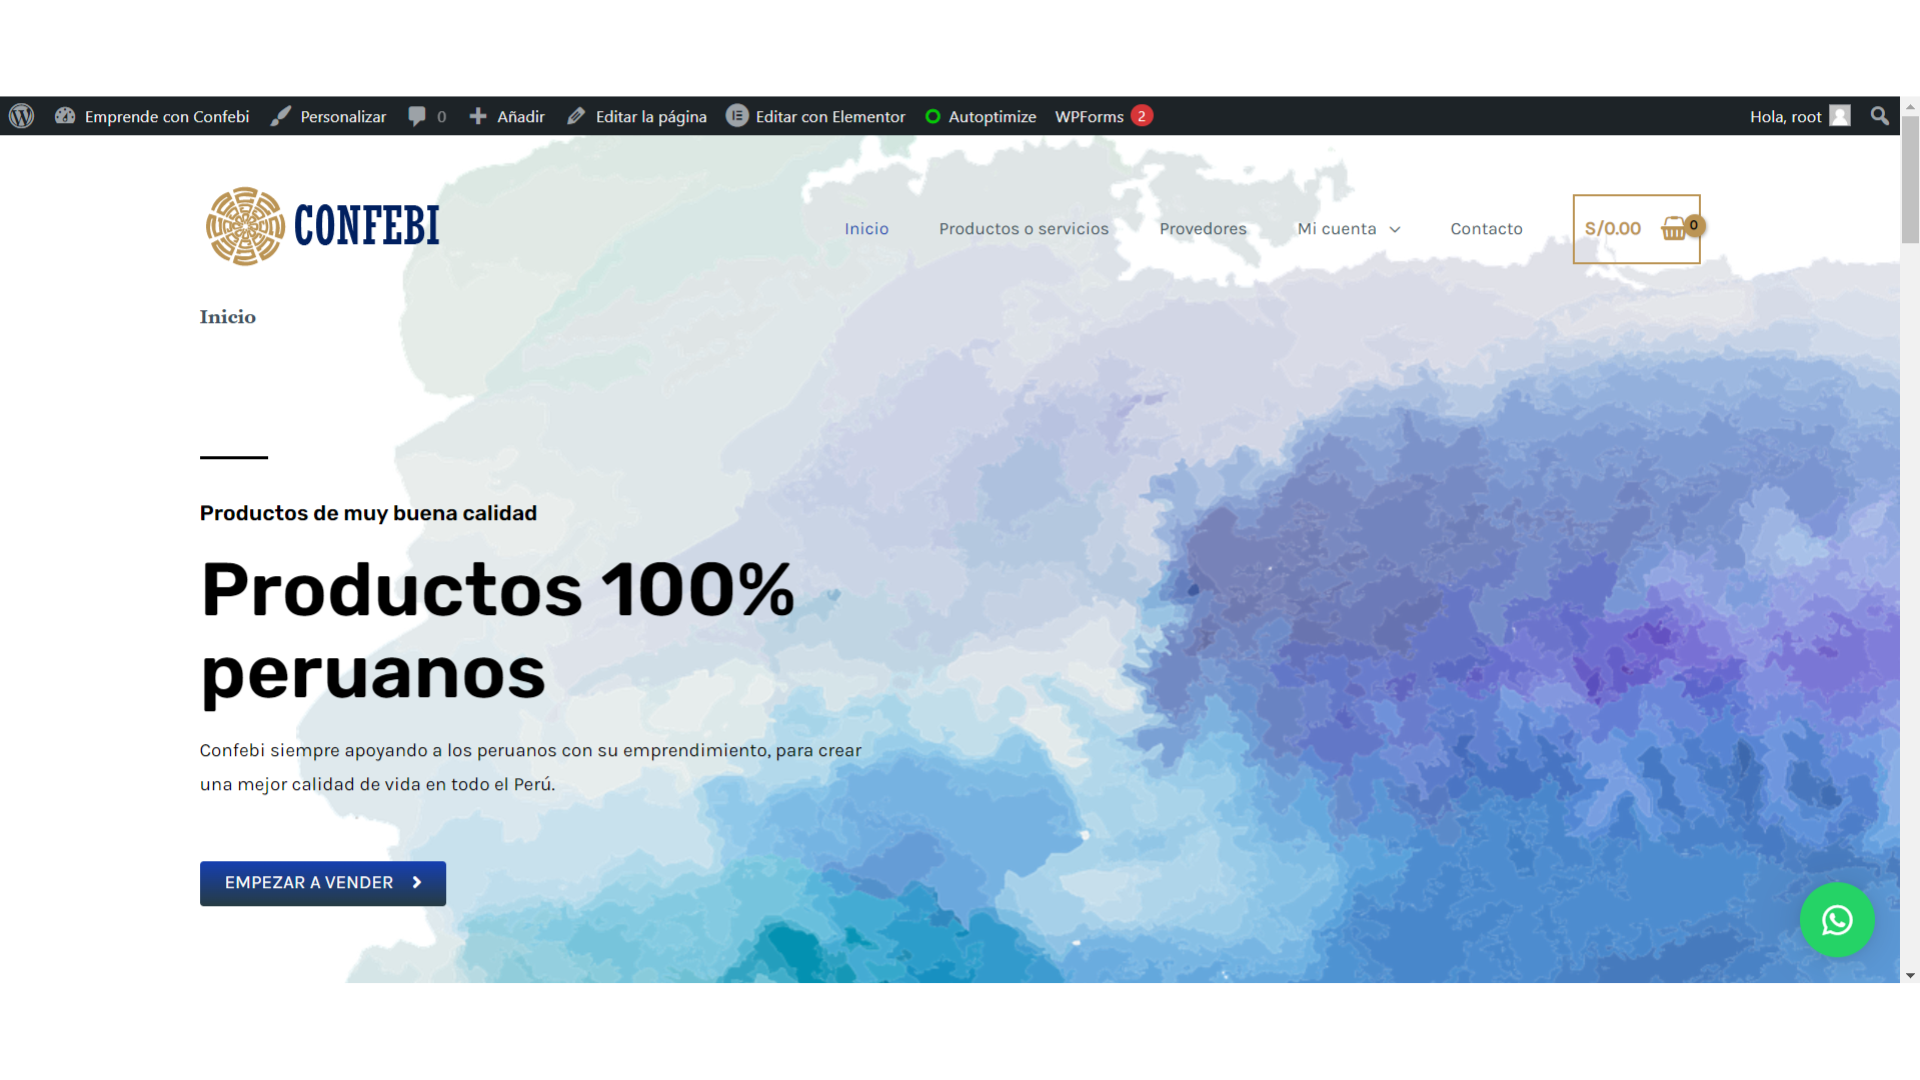 Emprende con Confebi Personalizar 0 Añadir Editar la página Editar con Elementor Autoptimize WPForms 2 Hola, root
CONFEBI
Inicio Productos o servicios Provedores Mi cuenta Contacto S/0.00 0
Inicio
Productos de muy buena calidad
Productos 100%
peruanos
Confebi siempre apoyando a los peruanos con su emprendimiento, para crear
una mejor calidad de vida en todo el Perú.
EMPEZAR A VENDER